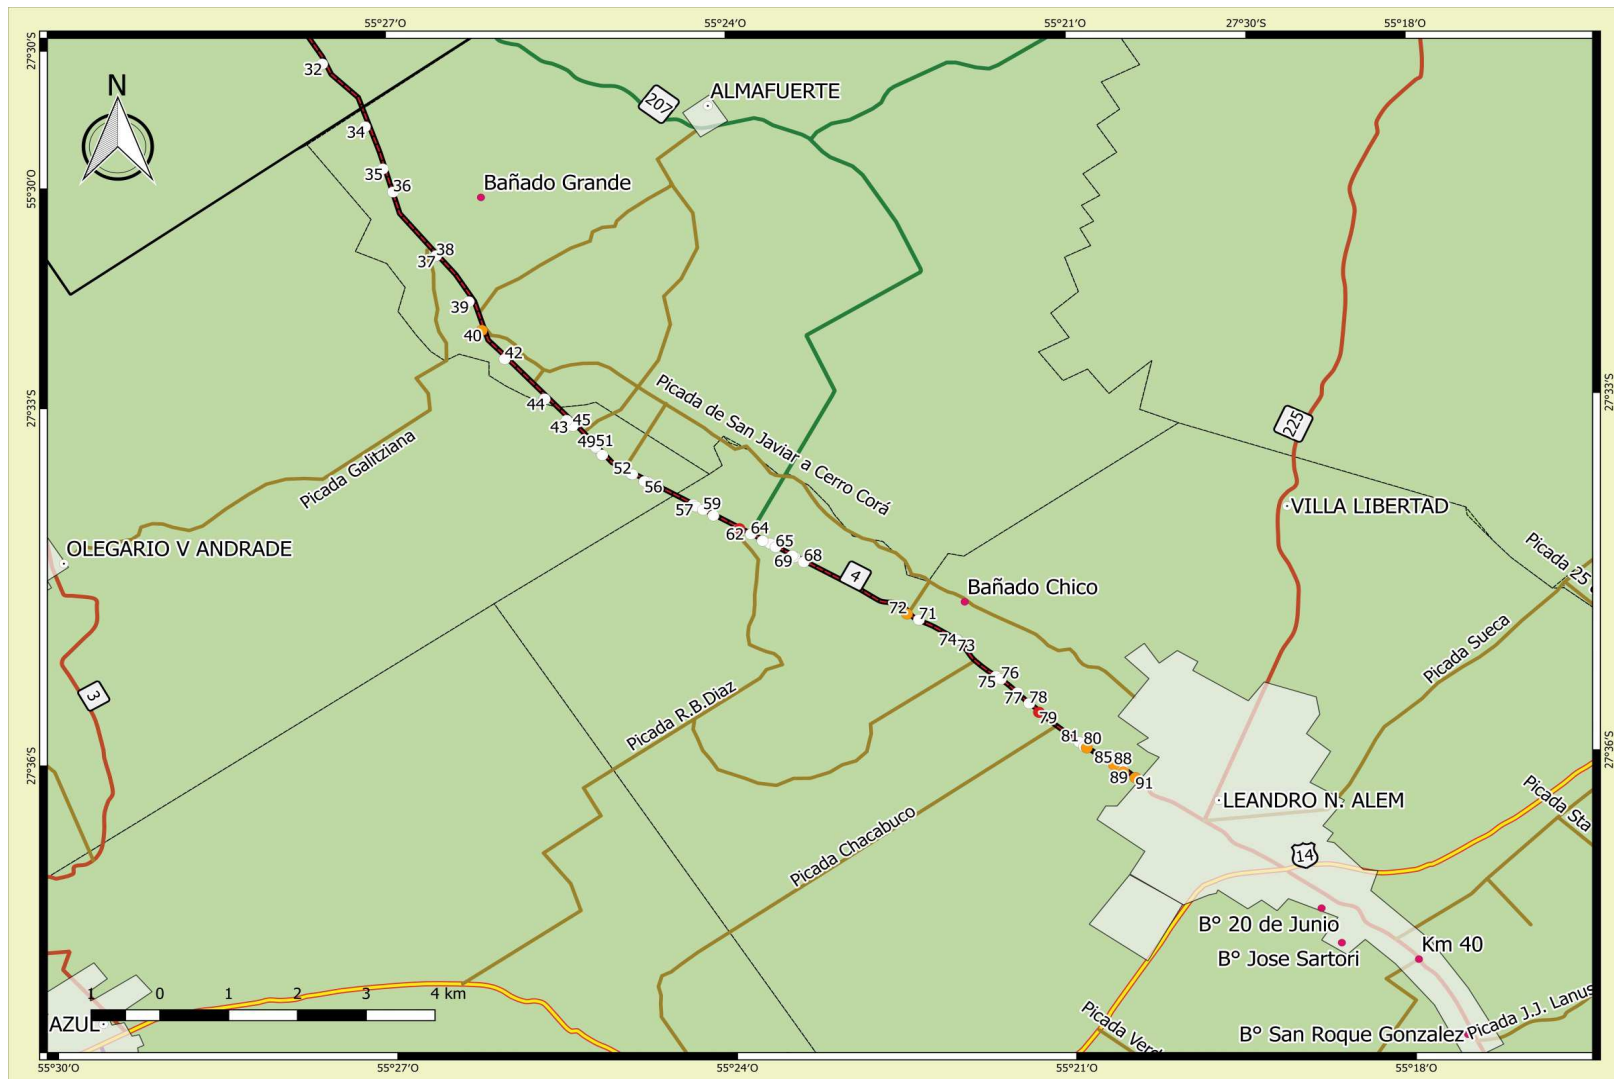 55°27'O
55°24'O
55°21'O
27°30'S
55°18'O
27°30'S
N
32
ALMAFUERTE
207
34
35
36
55°30'O
Bañado Grande
38
37
39
40
42
44
27°33'S
27°33'S
Picada de San Javiar a Cerro Corá
45
43
225
4951
Picada Galitziana
52
56
59
57
VILLA LIBERTAD
64
62
65
OLEGARIO V ANDRADE
68
69
4
Picada 25
Bañado Chico
72
71
74
73
Picada Sueca
76
75
3
77
78
79
Picada R.B.Diaz
81
80
27°36'S
27°36'S
85
88
89
91
LEANDRO N. ALEM
Picada Sta
Picada Chacabuco
14
B° 20 de Junio
Km 40
B° Jose Sartori
1 0 1 2 3 4 km
AZUL
Picada Verd
B° San Roque Gonzalez
Picada J.J. Lanus
55°30'O
55°27'O
55°24'O
55°21'O
55°18'O